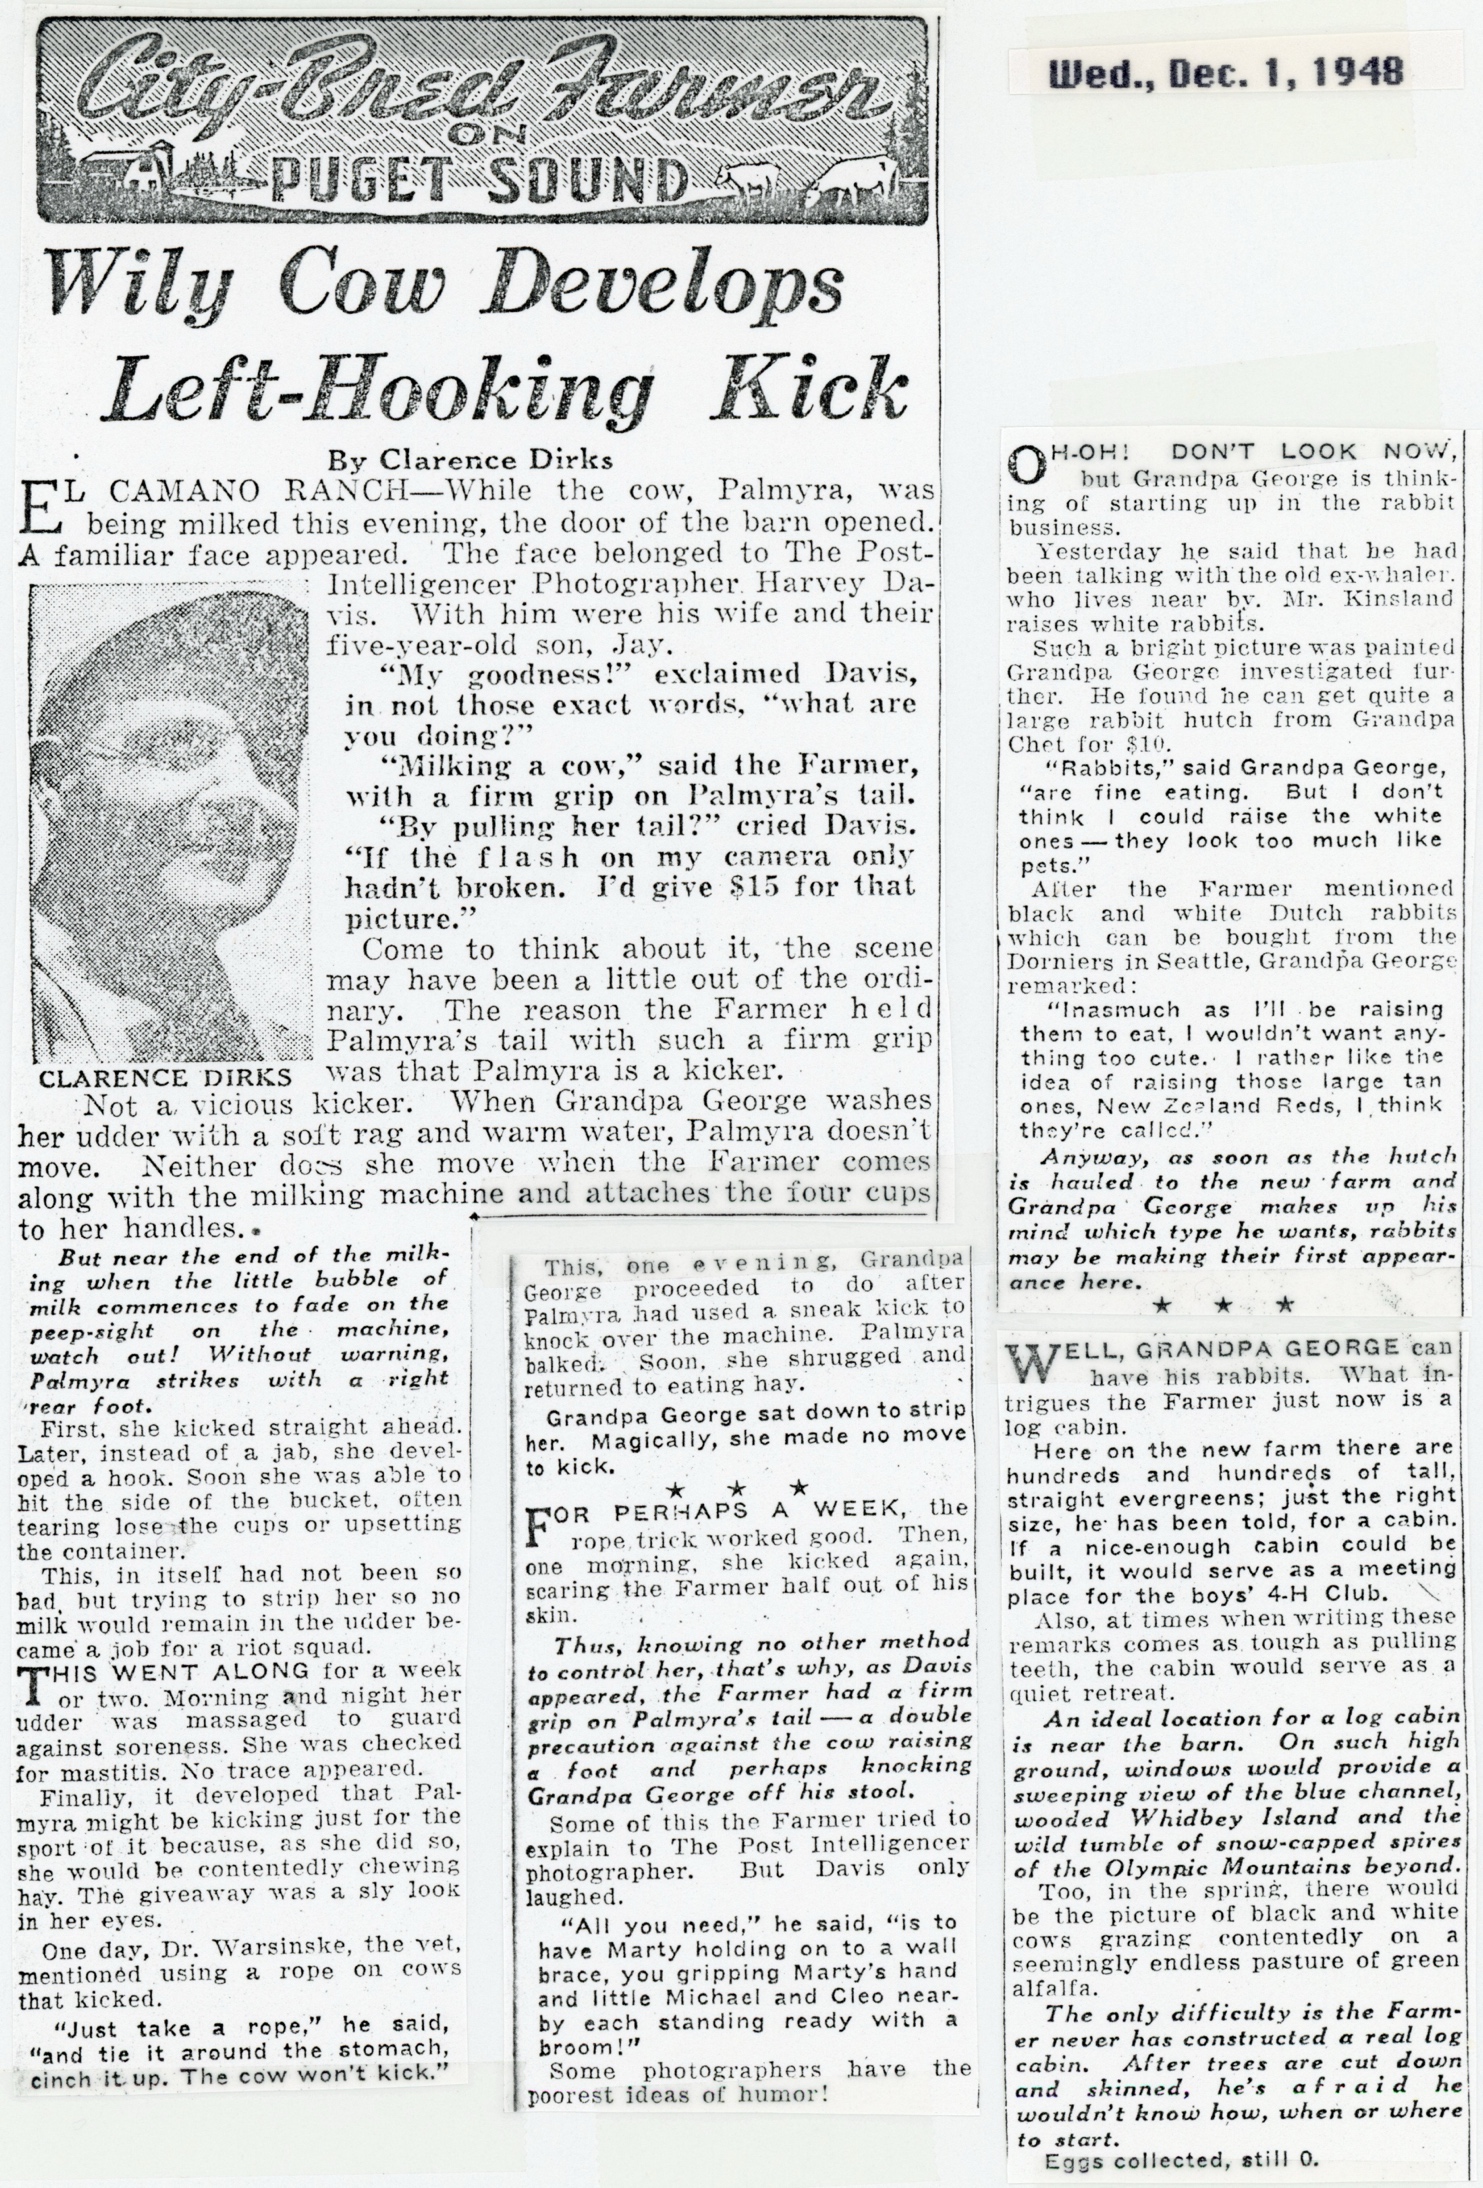 City-Bred Farmer
ON
PUGET SOUND
Wed., Dec. 1, 1948
Wily Cow Develops
Left-Hooking Kick
By Clarence Dirks
EL CAMANO RANCH—While the cow, Palmyra, was
being milked this evening, the door of the barn opened.
A familiar face appeared. The face belonged to The Post-
Intelligencer Photographer Harvey Da-
vis. With him were his wife and their
five-year-old son, Jay.
"My goodness!" exclaimed Davis,
in not those exact words, "what are
you doing?"
"Milking a cow," said the Farmer,
with a firm grip on Palmyra's tail.
"By pulling her tail?" cried Davis.
"If the flash on my camera only
hadn't broken. I'd give $15 for that
picture."
Come to think about it, the scene
may have been a little out of the ordi-
nary. The reason the Farmer held
Palmyra's tail with such a firm grip
was that Palmyra is a kicker.
CLARENCE DIRKS
Not a vicious kicker. When Grandpa George washes
her udder with a soft rag and warm water, Palmyra doesn't
move. Neither does she move when the Farmer comes
along with the milking machine and attaches the four cups
to her handles.
But near the end of the milk-
ing when the little bubble of
milk commences to fade on the
peep-sight on the machine,
watch out! Without warning,
Palmyra strikes with a right
rear foot.
First, she kicked straight ahead.
Later, instead of a jab, she devel-
oped a hook. Soon she was able to
hit the side of the bucket, often
tearing lose the cups or upsetting
the container.
This, in itself had not been so
bad, but trying to strip her so no
milk would remain in the udder be-
came a job for a riot squad.
THIS WENT ALONG for a week
or two. Morning and night her
udder was massaged to guard
against soreness. She was checked
for mastitis. No trace appeared.
Finally, it developed that Pal-
myra might be kicking just for the
sport of it because, as she did so,
she would be contentedly chewing
hay. The giveaway was a sly look
in her eyes.
One day, Dr. Warsinske, the vet,
mentioned using a rope on cows
that kicked.
"Just take a rope," he said,
"and tie it around the stomach,
cinch it up. The cow won't kick."
This, one evening, Grandpa
George proceeded to do after
Palmyra had used a sneak kick to
knock over the machine. Palmyra
balked. Soon, she shrugged and
returned to eating hay.
Grandpa George sat down to strip
her. Magically, she made no move
to kick.
★ ★ ★
FOR PERHAPS A WEEK, the
rope trick worked good. Then,
one morning, she kicked again,
scaring the Farmer half out of his
skin.
Thus, knowing no other method
to control her, that's why, as Davis
appeared, the Farmer had a firm
grip on Palmyra's tail — a double
precaution against the cow raising
a foot and perhaps knocking
Grandpa George off his stool.
Some of this the Farmer tried to
explain to The Post Intelligencer
photographer. But Davis only
laughed.
"All you need," he said, "is to
have Marty holding on to a wall
brace, you gripping Marty's hand
and little Michael and Cleo near-
by each standing ready with a
broom!"
Some photographers have the
poorest ideas of humor!
OH-OH! DON'T LOOK NOW,
but Grandpa George is think-
ing of starting up in the rabbit
business.
Yesterday he said that he had
been talking with the old ex-whaler.
who lives near by. Mr. Kinsland
raises white rabbits.
Such a bright picture was painted
Grandpa George investigated fur-
ther. He found he can get quite a
large rabbit hutch from Grandpa
Chet for $10.
"Rabbits," said Grandpa George,
"are fine eating. But I don't
think I could raise the white
ones — they look too much like
pets."
After the Farmer mentioned
black and white Dutch rabbits
which can be bought from the
Dorniers in Seattle, Grandpa George
remarked:
"Inasmuch as I'll be raising
them to eat, I wouldn't want any-
thing too cute. I rather like the
idea of raising those large tan
ones, New Zealand Reds, I think
they're called."
Anyway, as soon as the hutch
is hauled to the new farm and
Grandpa George makes up his
mind which type he wants, rabbits
may be making their first appear-
ance here.
★ ★ ★
WELL, GRANDPA GEORGE can
have his rabbits. What in-
trigues the Farmer just now is a
log cabin.
Here on the new farm there are
hundreds and hundreds of tall,
straight evergreens; just the right
size, he has been told, for a cabin.
If a nice-enough cabin could be
built, it would serve as a meeting
place for the boys' 4-H Club.
Also, at times when writing these
remarks comes as tough as pulling
teeth, the cabin would serve as a
quiet retreat.
An ideal location for a log cabin
is near the barn. On such high
ground, windows would provide a
sweeping view of the blue channel,
wooded Whidbey Island and the
wild tumble of snow-capped spires
of the Olympic Mountains beyond.
Too, in the spring, there would
be the picture of black and white
cows grazing contentedly on a
seemingly endless pasture of green
alfalfa.
The only difficulty is the Farm-
er never has constructed a real log
cabin. After trees are cut down
and skinned, he's afraid he
wouldn't know how, when or where
to start.
Eggs collected, still 0.